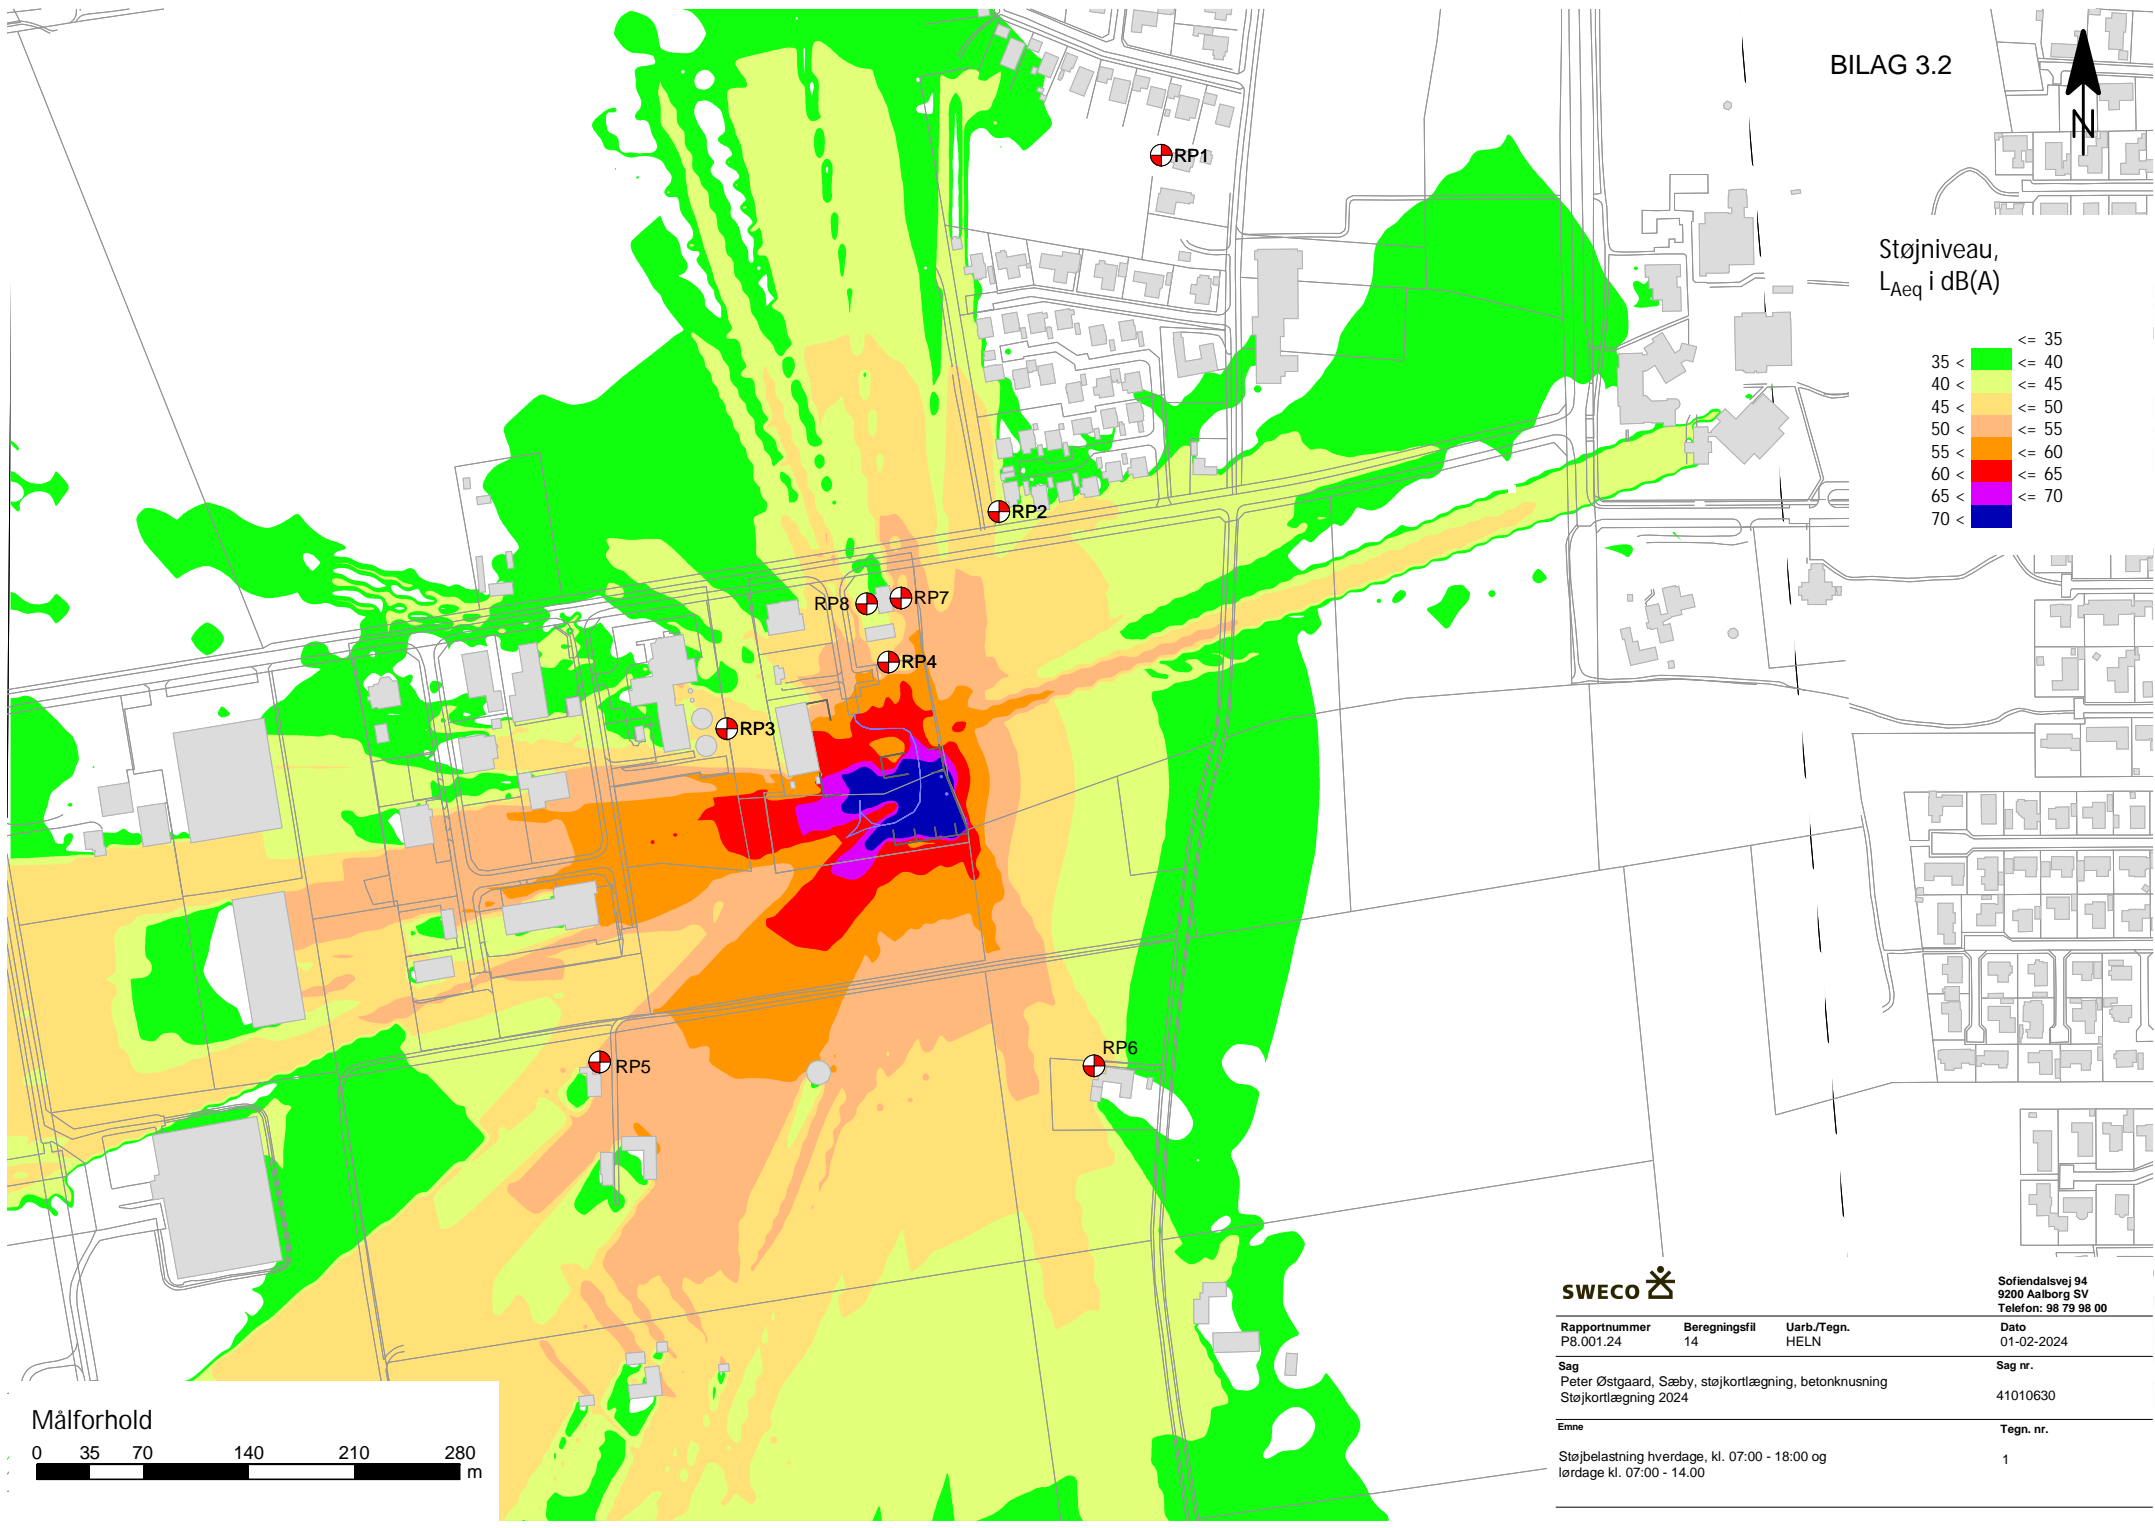 BILAG 3.2
N
RP1
Støjniveau,
LAeq i dB(A)
<= 35
35 < <= 40
40 < <= 45
45 < <= 50
50 < <= 55
55 < <= 60
60 < <= 65
65 < <= 70
70 <
RP2
RP8
RP7
RP4
RP3
RP6
RP5
SWECO
Sofiendalsvej 94
9200 Aalborg SV
Telefon: 98 79 98 00
Rapportnummer Beregningsfil Uarb./Tegn. Dato
P8.001.24 14 HELN 01-02-2024
Sag Sag nr.
Peter Østgaard, Sæby, støjkortlægning, betonknusning
Støjkortlægning 2024 41010630
Emne Tegn. nr.
Støjbelastning hverdage, kl. 07:00 - 18:00 og 1
lørdage kl. 07:00 - 14.00
Målforhold
0 35 70 140 210 280
m